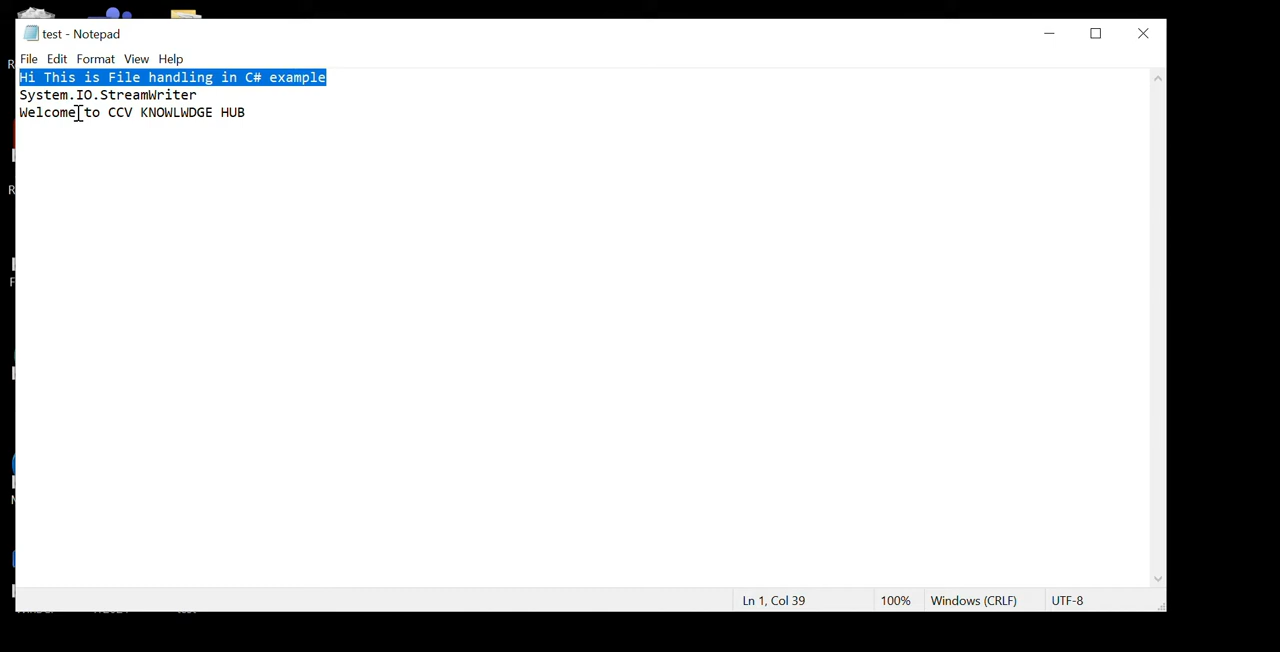 test - Notepad
File Edit Format View Help
Hi This is File handling in C# example
System.IO.StreamWriter
Welcome to CCV KNOWLWDGE HUB
Ln 1, Col 39 100% Windows (CRLF) UTF-8